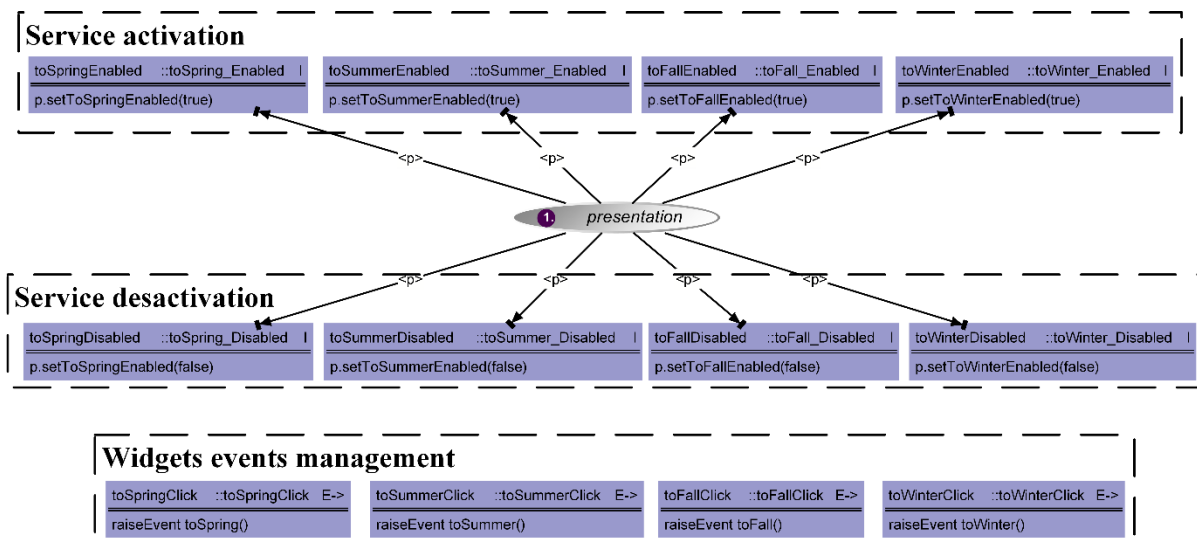 Service activation
toSpringEnabled ::toSpring_Enabled I
p.setToSpringEnabled(true)
toSummerEnabled ::toSummer_Enabled I
p.setToSummerEnabled(true)
toFallEnabled ::toFall_Enabled I
p.setToFallEnabled(true)
toWinterEnabled ::toWinter_Enabled I
p.setToWinterEnabled(true)
<p> <p> <p> <p>
1. presentation
<p> <p> <p> <p>
Service desactivation
toSpringDisabled ::toSpring_Disabled I
p.setToSpringEnabled(false)
toSummerDisabled ::toSummer_Disabled I
p.setToSummerEnabled(false)
toFallDisabled ::toFall_Disabled I
p.setToFallEnabled(false)
toWinterDisabled ::toWinter_Disabled I
p.setToWinterEnabled(false)
Widgets events management
toSpringClick ::toSpringClick E->
raiseEvent toSpring()
toSummerClick ::toSummerClick E->
raiseEvent toSummer()
toFallClick ::toFallClick E->
raiseEvent toFall()
toWinterClick ::toWinterClick E->
raiseEvent toWinter()